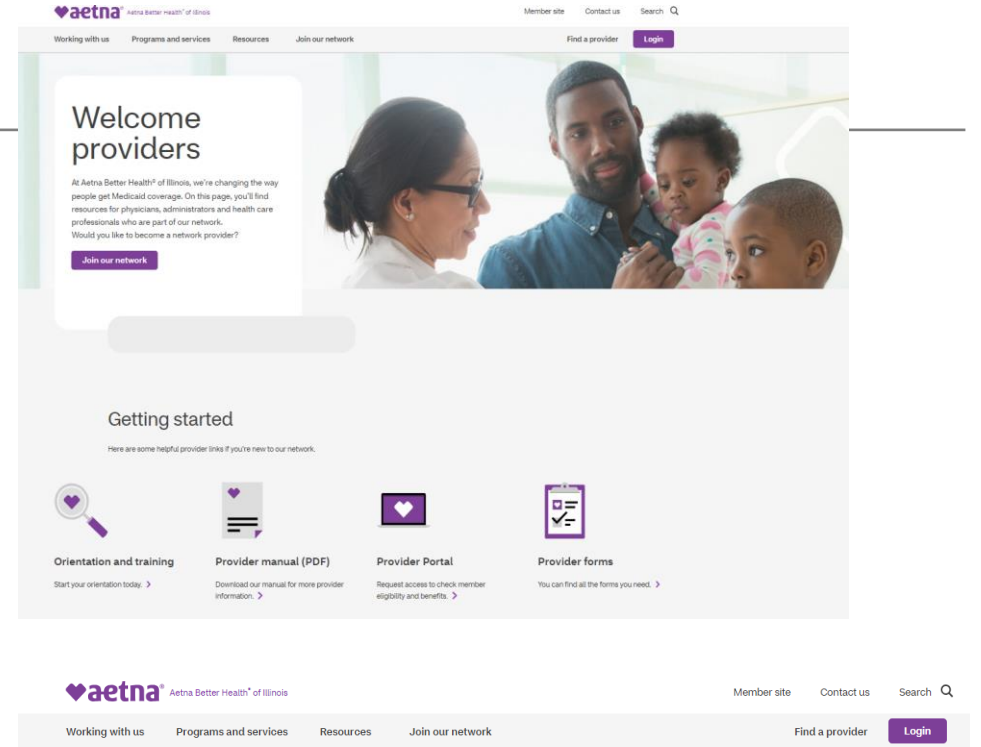 aetna® Aetna Better Health® of Illinois
Member site Contact us Search
Working with us Programs and services Resources Join our network Find a provider Login
Welcome
providers
At Aetna Better Health® of Illinois, we're changing the way
people get Medicaid coverage. On this page, you'll find
resources for physicians, administrators and health care
professionals who are part of our network.
Would you like to become a network provider?
Join our network
Getting started
Here are some helpful provider links if you're new to our network.
Orientation and training
Start your orientation today.
Provider manual (PDF)
Download our manual for more provider
information.
Provider Portal
Request access to check member
eligibility and benefits.
Provider forms
You can find all the forms you need.
aetna® Aetna Better Health® of Illinois
Member site Contact us Search
Working with us Programs and services Resources Join our network Find a provider Login